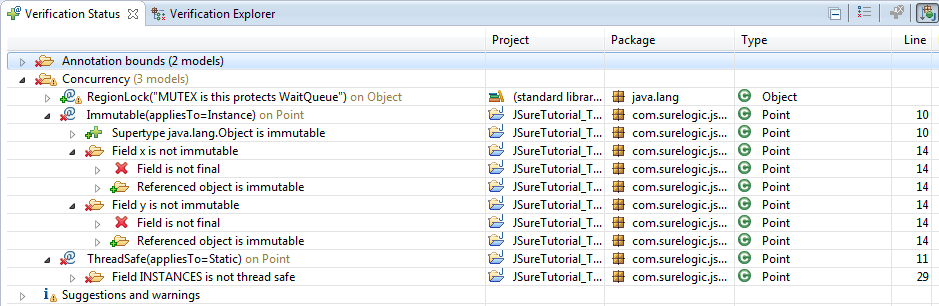 Verification Status Verification Explorer
Project Package Type Line
Annotation bounds (2 models)
Concurrency (3 models)
RegionLock("MUTEX is this protects WaitQueue") on Object (standard librar... java.lang Object
Immutable(appliesTo=Instance) on Point JSureTutorial_T... com.surelogic.js... Point 10
Supertype java.lang.Object is immutable JSureTutorial_T... com.surelogic.js... Point 10
Field x is not immutable JSureTutorial_T... com.surelogic.js... Point 14
Field is not final JSureTutorial_T... com.surelogic.js... Point 14
Referenced object is immutable JSureTutorial_T... com.surelogic.js... Point 14
Field y is not immutable JSureTutorial_T... com.surelogic.js... Point 14
Field is not final JSureTutorial_T... com.surelogic.js... Point 14
Referenced object is immutable JSureTutorial_T... com.surelogic.js... Point 14
ThreadSafe(appliesTo=Static) on Point JSureTutorial_T... com.surelogic.js... Point 11
Field INSTANCES is not thread safe JSureTutorial_T... com.surelogic.js... Point 29
Suggestions and warnings